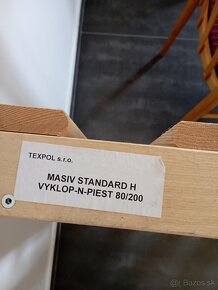 TEXPOL s.r.o.
MASIV STANDARD H
VYKLOP-N-PIEST 80/200
Bazos.sk